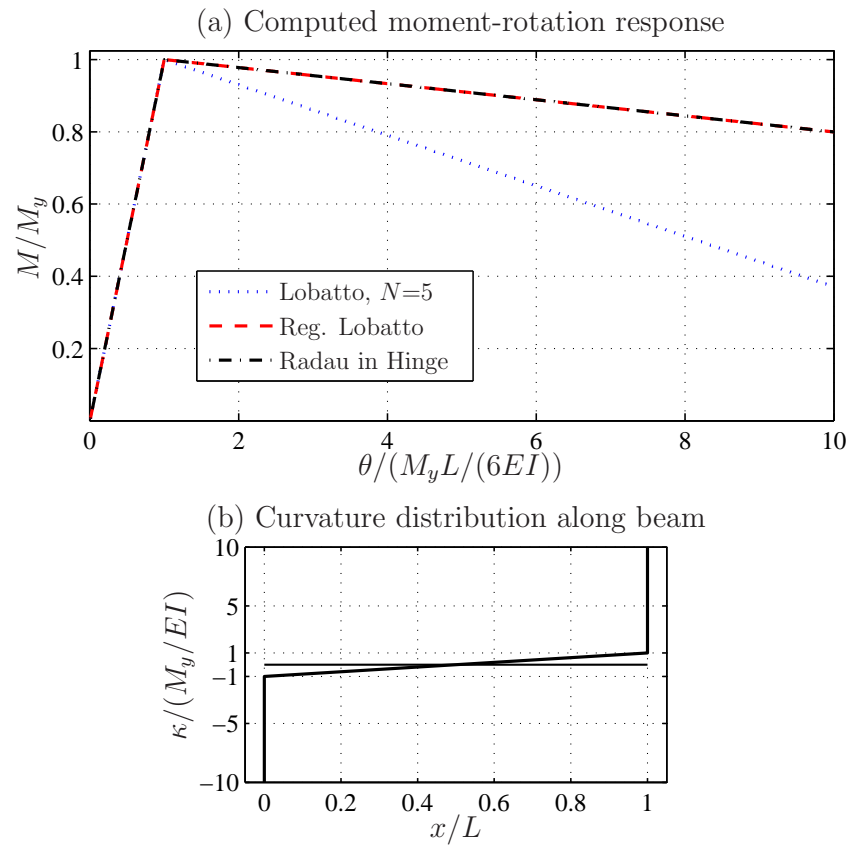 (a) Computed moment-rotation response
1
0.8
0.6
0.4
0.2
M/M_y
Lobatto, N=5
Reg. Lobatto
Radau in Hinge
0 2 4 6 8 10
θ/(M_yL/(6EI))
(b) Curvature distribution along beam
10
5
1
−1
−5
−10
κ/(M_y/EI)
0 0.2 0.4 0.6 0.8 1
x/L